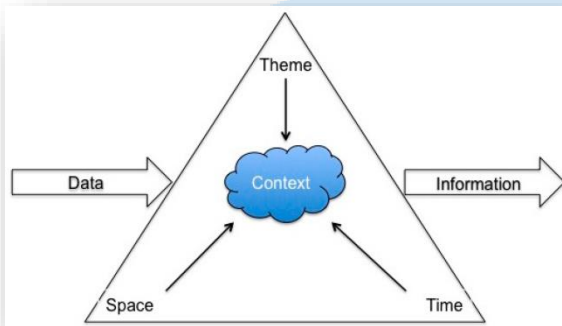 Theme
Data
Context
Information
Space
Time